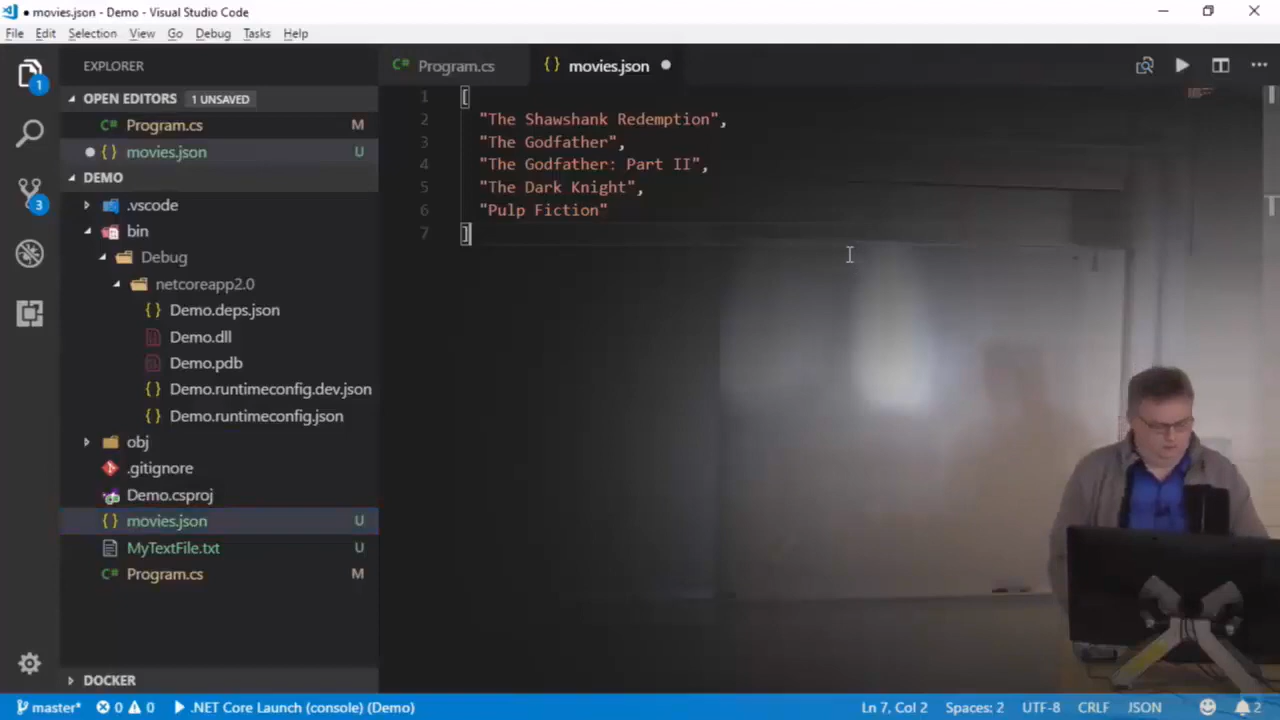 movies.json - Demo - Visual Studio Code
File Edit Selection View Go Debug Tasks Help
EXPLORER
OPEN EDITORS 1 UNSAVED
Program.cs M
{} movies.json U
DEMO
.vscode
bin
Debug
netcoreapp2.0
{} Demo.deps.json
Demo.dll
Demo.pdb
{} Demo.runtimeconfig.dev.json
{} Demo.runtimeconfig.json
obj
.gitignore
Demo.csproj
{} movies.json U
MyTextFile.txt U
C# Program.cs M
DOCKER
1
3
C# Program.cs
{} movies.json
1 [
2 "The Shawshank Redemption",
3 "The Godfather",
4 "The Godfather: Part II",
5 "The Dark Knight",
6 "Pulp Fiction"
7 ]
master* 0 0 .NET Core Launch (console) (Demo) Ln 7, Col 2 Spaces: 2 UTF-8 CRLF JSON 2